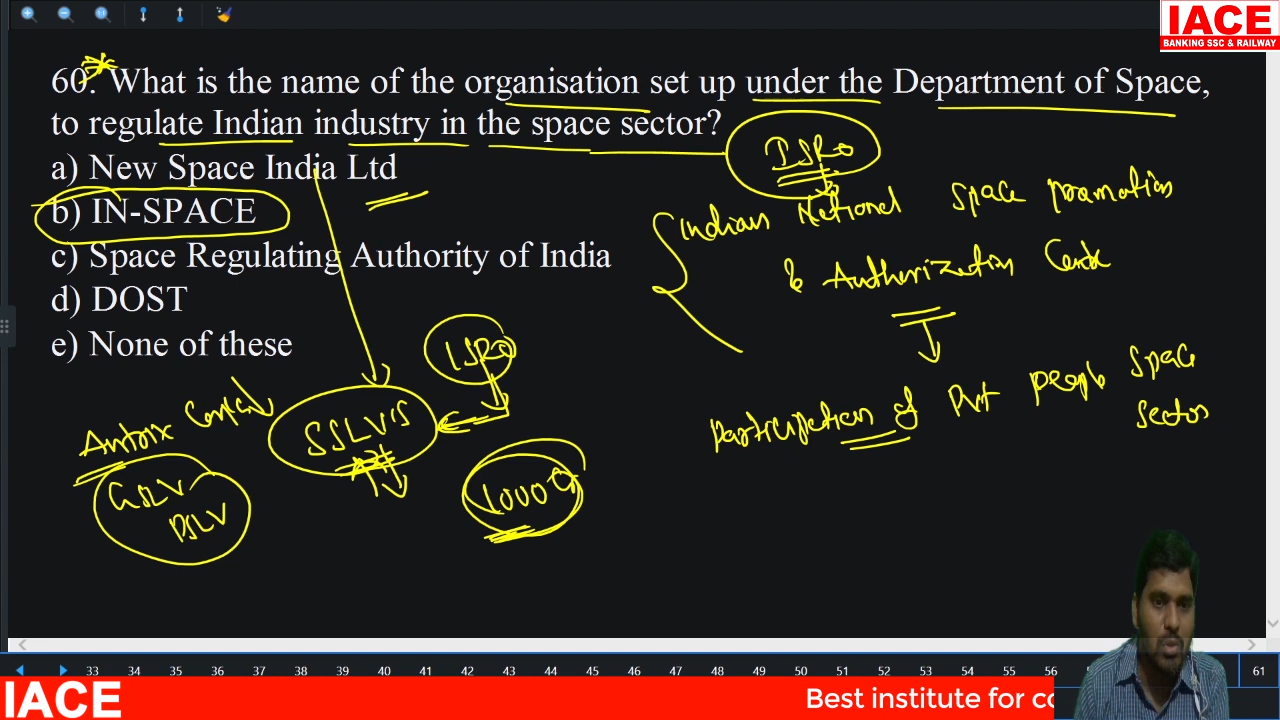 IACE
BANKING SSC & RAILWAY
60. What is the name of the organisation set up under the Department of Space,
to regulate Indian industry in the space sector?
ISRO
a) New Space India Ltd
b) IN-SPACE
c) Space Regulating Authority of India
d) DOST
e) None of these
Indian National Space promotion
& Authorization
participation of Pvt people Space
sector
ISRO
SSLV'S
Antrix
GSLV
PSLV
1000
33 34 35 36 37 38 39 40 41 42 43 44 45 46 47 48 49 50 51 52 53 54 55 56 61
IACE
Best institute for co